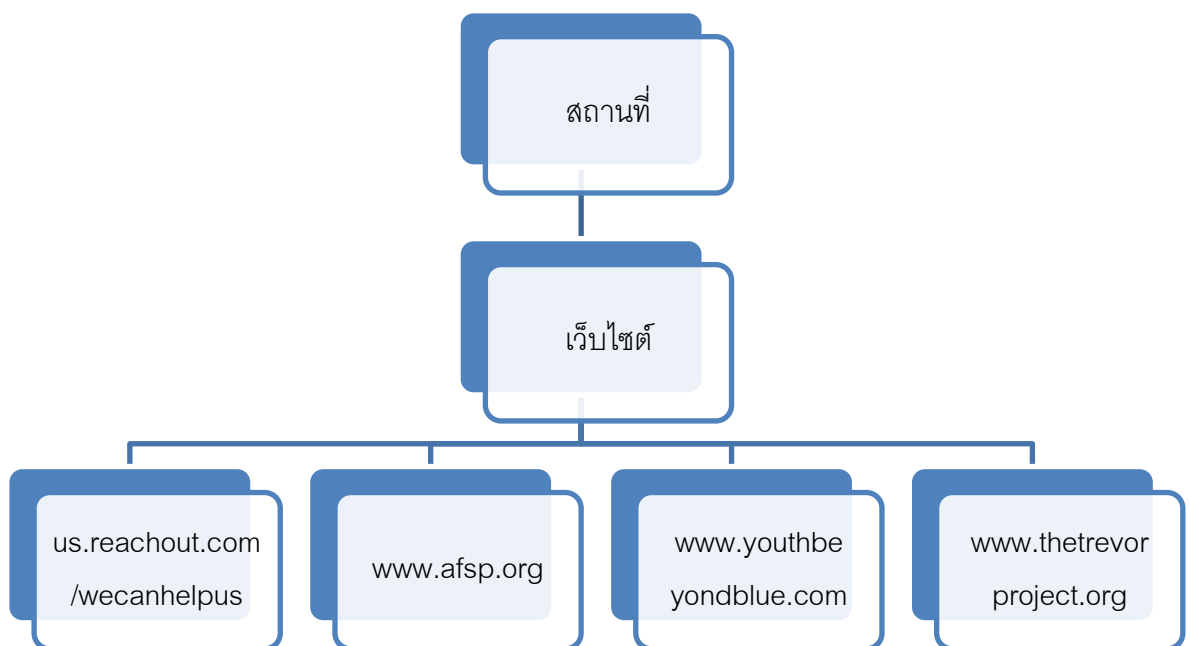 สถานที่
เว็บไซต์
us.reachout.com
/wecanhelpus
www.afsp.org
www.youthbe
yondblue.com
www.thetrevor
project.org